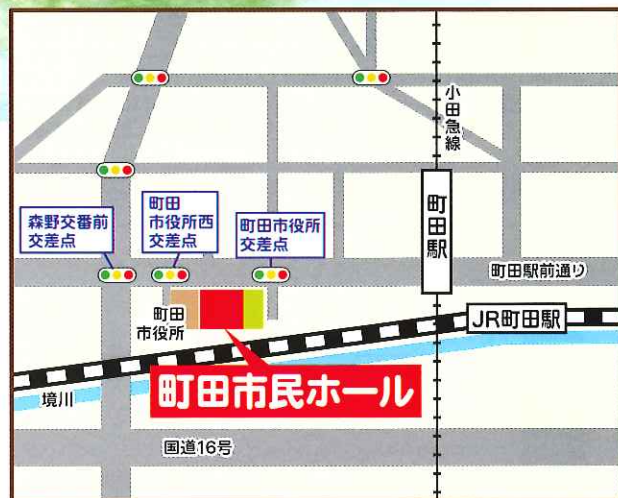 小田急線
町田駅
森野交番前
交差点
町田
市役所西
交差点
町田市役所
交差点
町田駅前通り
町田
市役所
JR町田駅
町田市民ホール
境川
国道16号